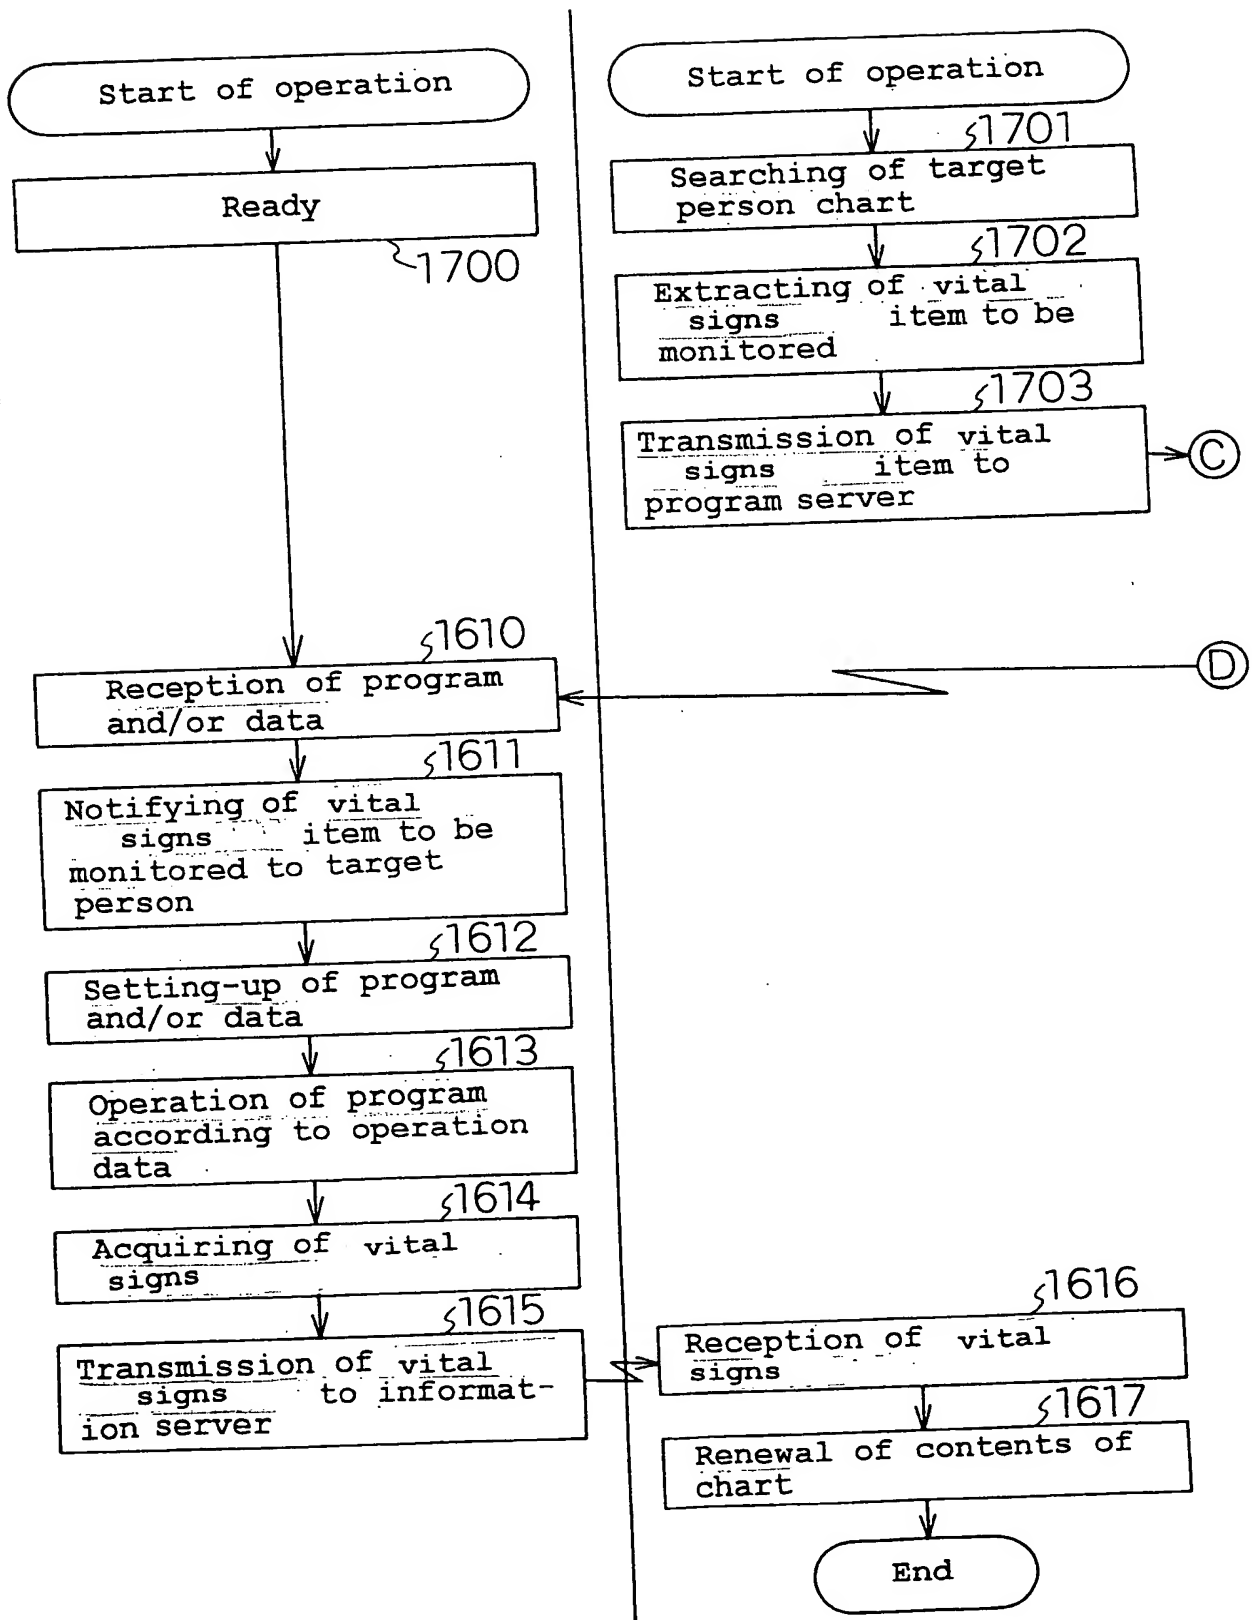 Start of operation
Ready
1700
1610
Reception of program
and/or data
1611
Notifying of vital
signs item to be
monitored to target
person
1612
Setting-up of program
and/or data
1613
Operation of program
according to operation
data
1614
Acquiring of vital
signs
1615
Transmission of vital
signs to informat-
ion server
Start of operation
1701
Searching of target
person chart
1702
Extracting of vital
signs item to be
monitored
1703
Transmission of vital
signs item to
program server
C
D
1616
Reception of vital
signs
1617
Renewal of contents of
chart
End